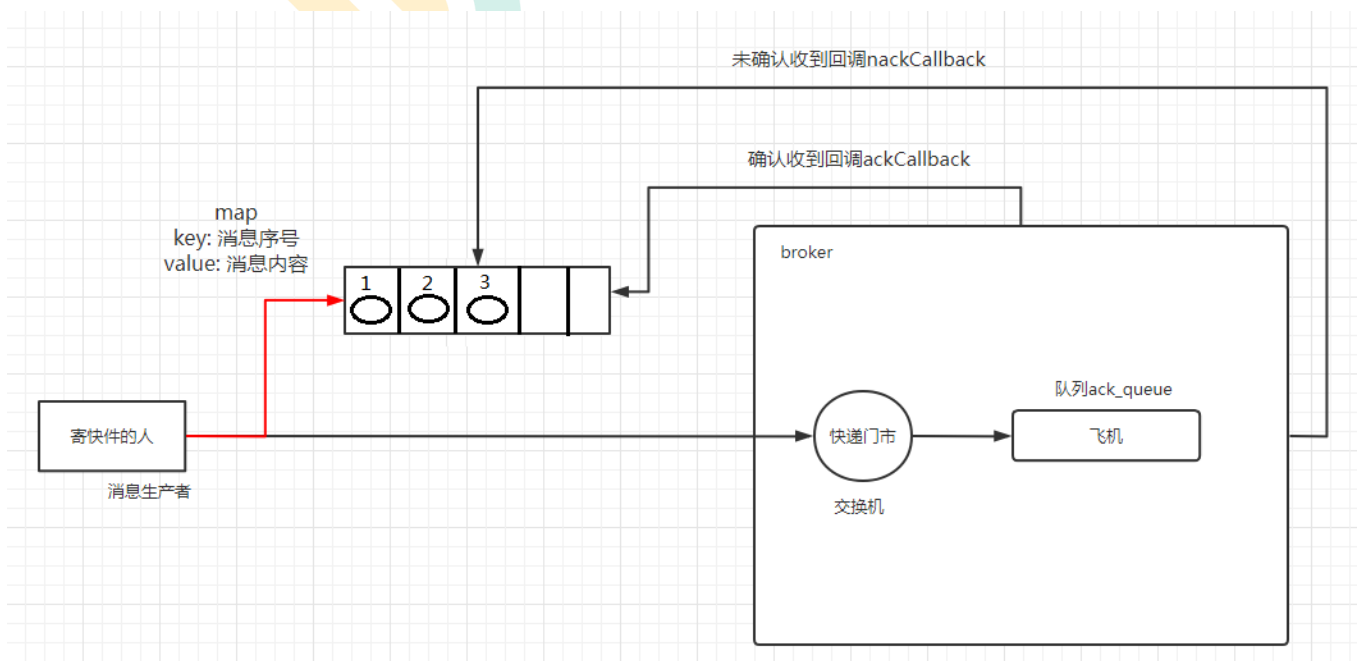 未确认收到回调nackCallback
确认收到回调ackCallback
map
key: 消息序号
value: 消息内容
1 2 3
broker
队列ack_queue
寄快件的人
快递门市
飞机
消息生产者
交换机